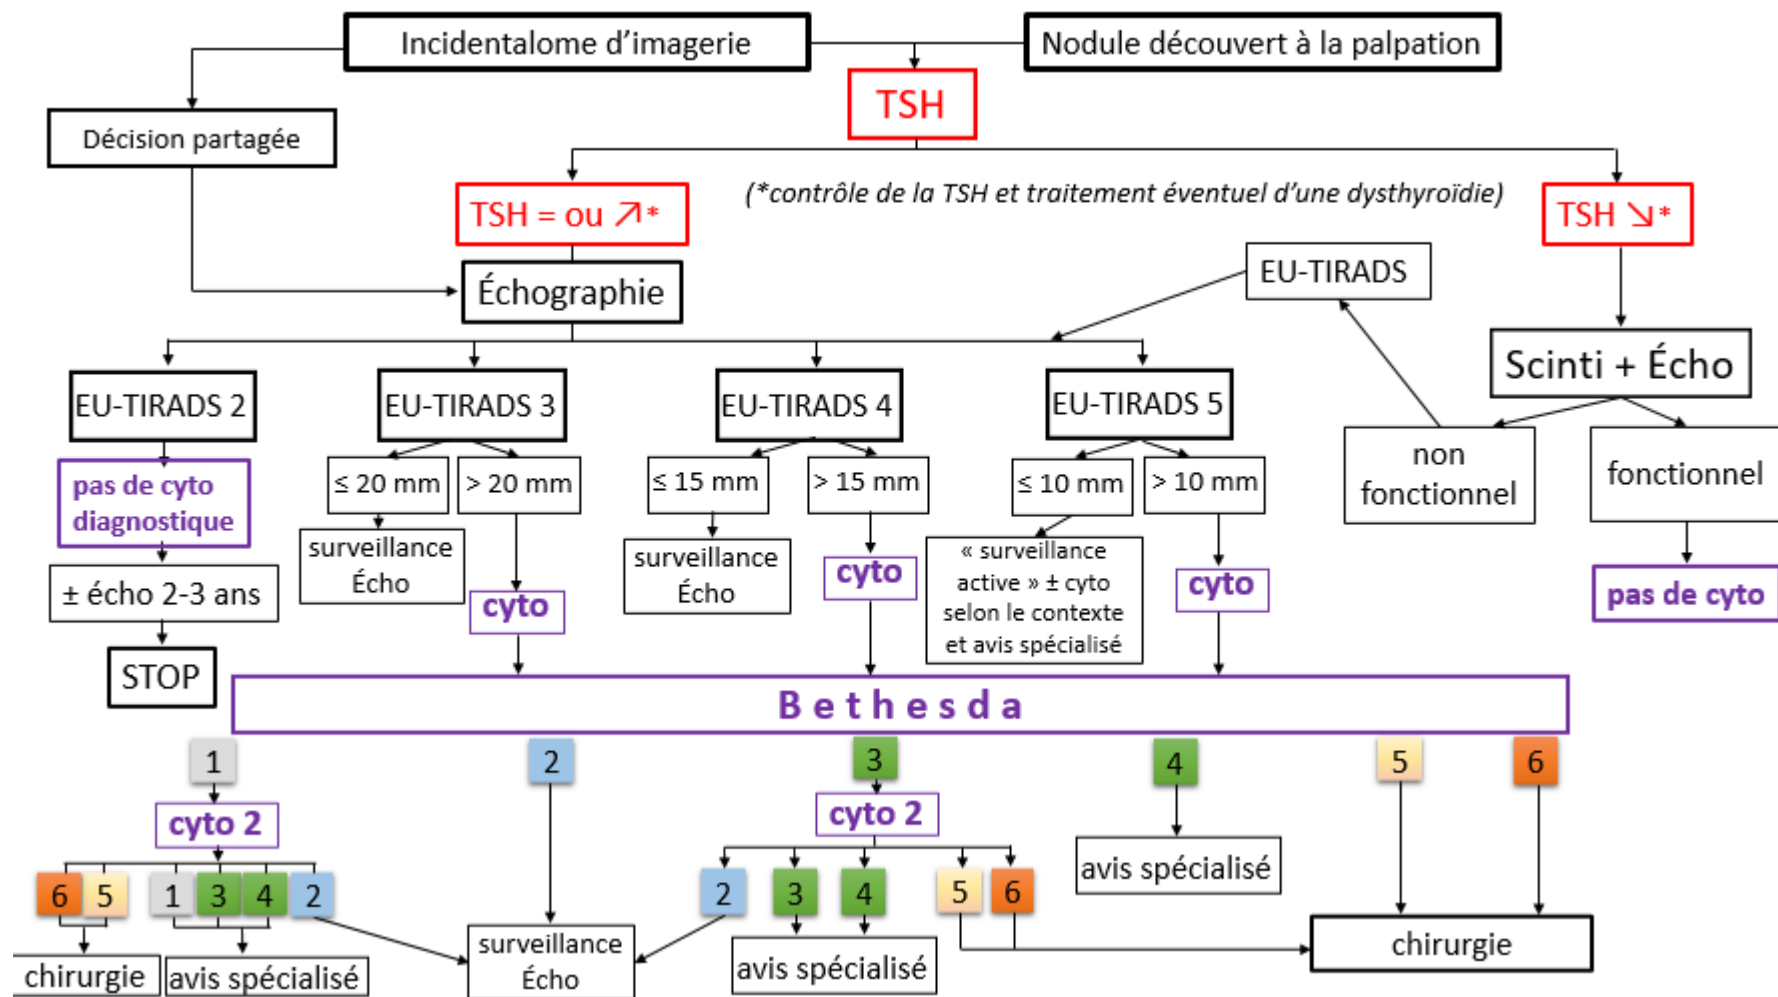 Incidentalome d’imagerie
Nodule découvert à la palpation
TSH
Décision partagée
(*contrôle de la TSH et traitement éventuel d’une dysthyroïdie)
TSH = ou ↗*
TSH ↘*
Échographie
EU-TIRADS
Scinti + Écho
EU-TIRADS 2
EU-TIRADS 3
EU-TIRADS 4
EU-TIRADS 5
non
fonctionnel
fonctionnel
pas de cyto
diagnostique
≤ 20 mm
> 20 mm
≤ 15 mm
> 15 mm
≤ 10 mm
> 10 mm
± écho 2-3 ans
surveillance
Écho
cyto
surveillance
Écho
cyto
« surveillance
active » ± cyto
selon le contexte
et avis spécialisé
cyto
pas de cyto
STOP
Bethesda
1
2
3
4
5
6
cyto 2
cyto 2
avis spécialisé
6
5
1
3
4
2
2
3
4
5
6
chirurgie
avis spécialisé
surveillance
Écho
avis spécialisé
chirurgie